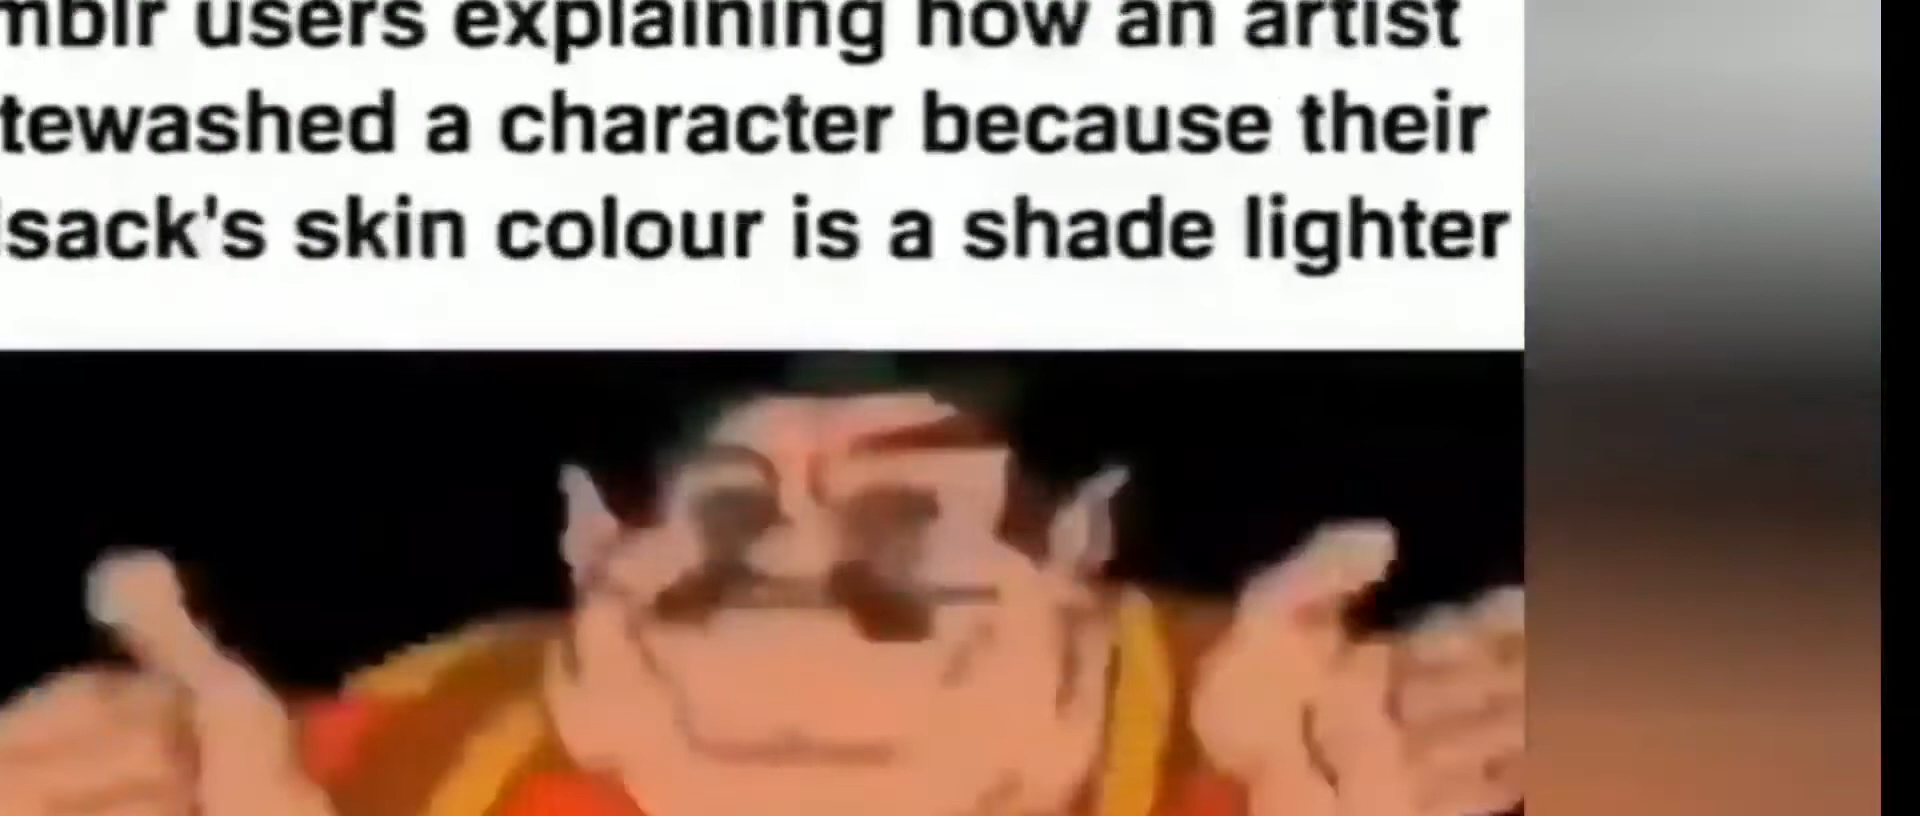 mblr users explaining how an artist
tewashed a character because their
sack's skin colour is a shade lighter